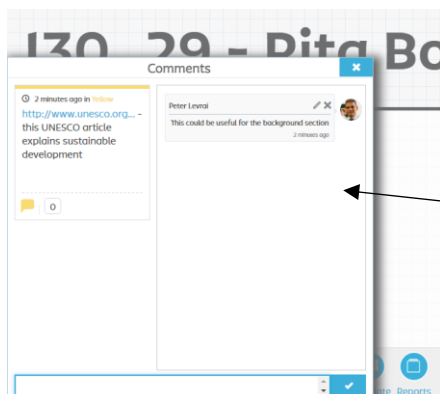 130 29 - Pita Bo
Comments
2 minutes ago in Yellow
http://www.unesco.org... -
this UNESCO article
explains sustainable
development
0
Peter Levrai
This could be useful for the background section
2 minutes ago
Reports